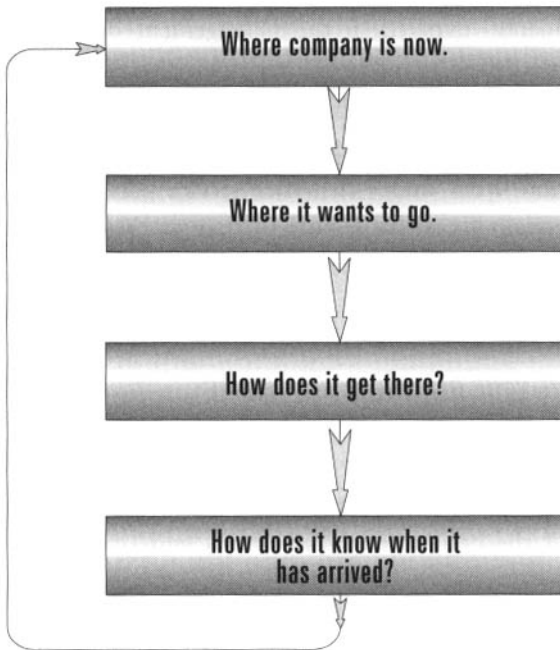 Where company is now.
Where it wants to go.
How does it get there?
How does it know when it
has arrived?